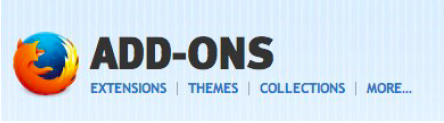 ADD-ONS
EXTENSIONS | THEMES | COLLECTIONS | MORE...